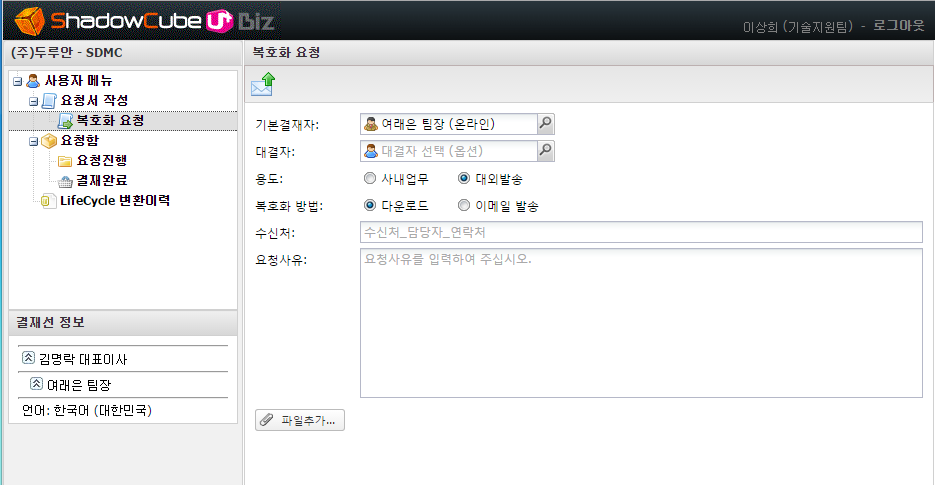 ShadowCube U+ Biz
이상희 (기술지원팀) - 로그아웃
(주)두루안 - SDMC
사용자 메뉴
요청서 작성
복호화 요청
요청함
요청진행
결재완료
LifeCycle 변환이력
결재선 정보
김명락 대표이사
여래은 팀장
언어: 한국어 (대한민국)
복호화 요청
기본결재자: 여래은 팀장 (온라인)
대결자: 대결자 선택 (옵션)
용도: 사내업무 대외발송
복호화 방법: 다운로드 이메일 발송
수신처: 수신처_담당자_연락처
요청사유: 요청사유를 입력하여 주십시오.
파일추가...